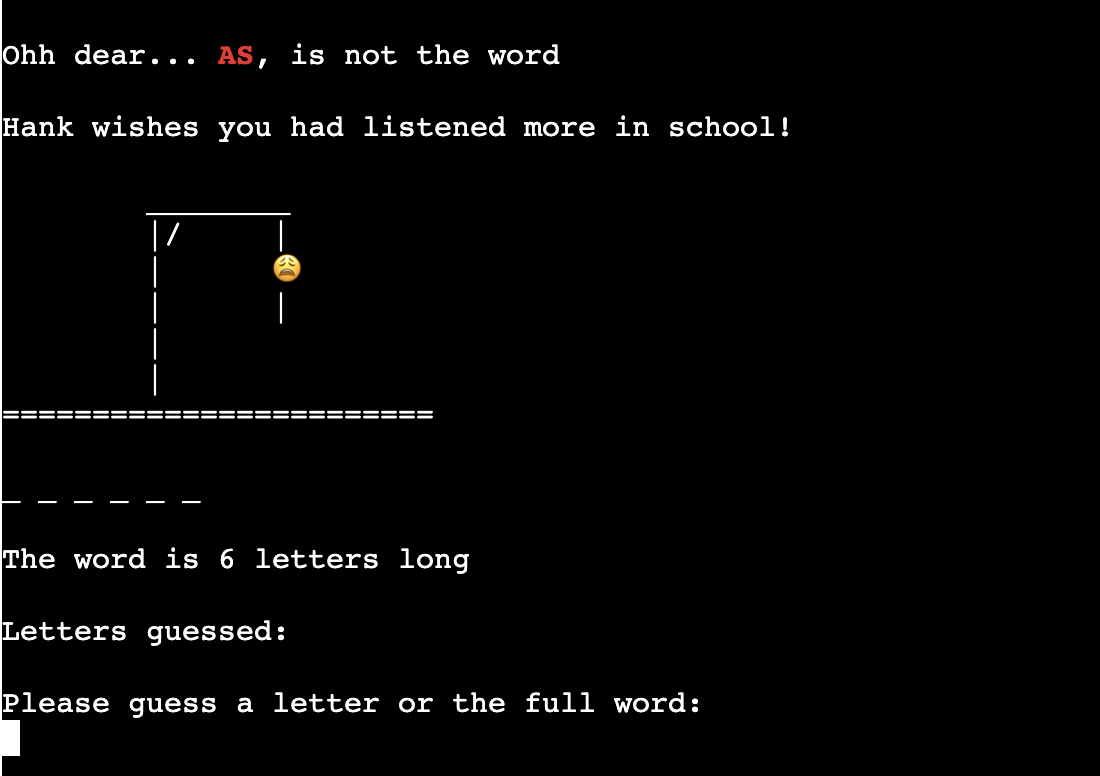 Ohh dear... AS, is not the word
Hank wishes you had listened more in school!
========================
_ _ _ _ _ _
The word is 6 letters long
Letters guessed:
Please guess a letter or the full word: